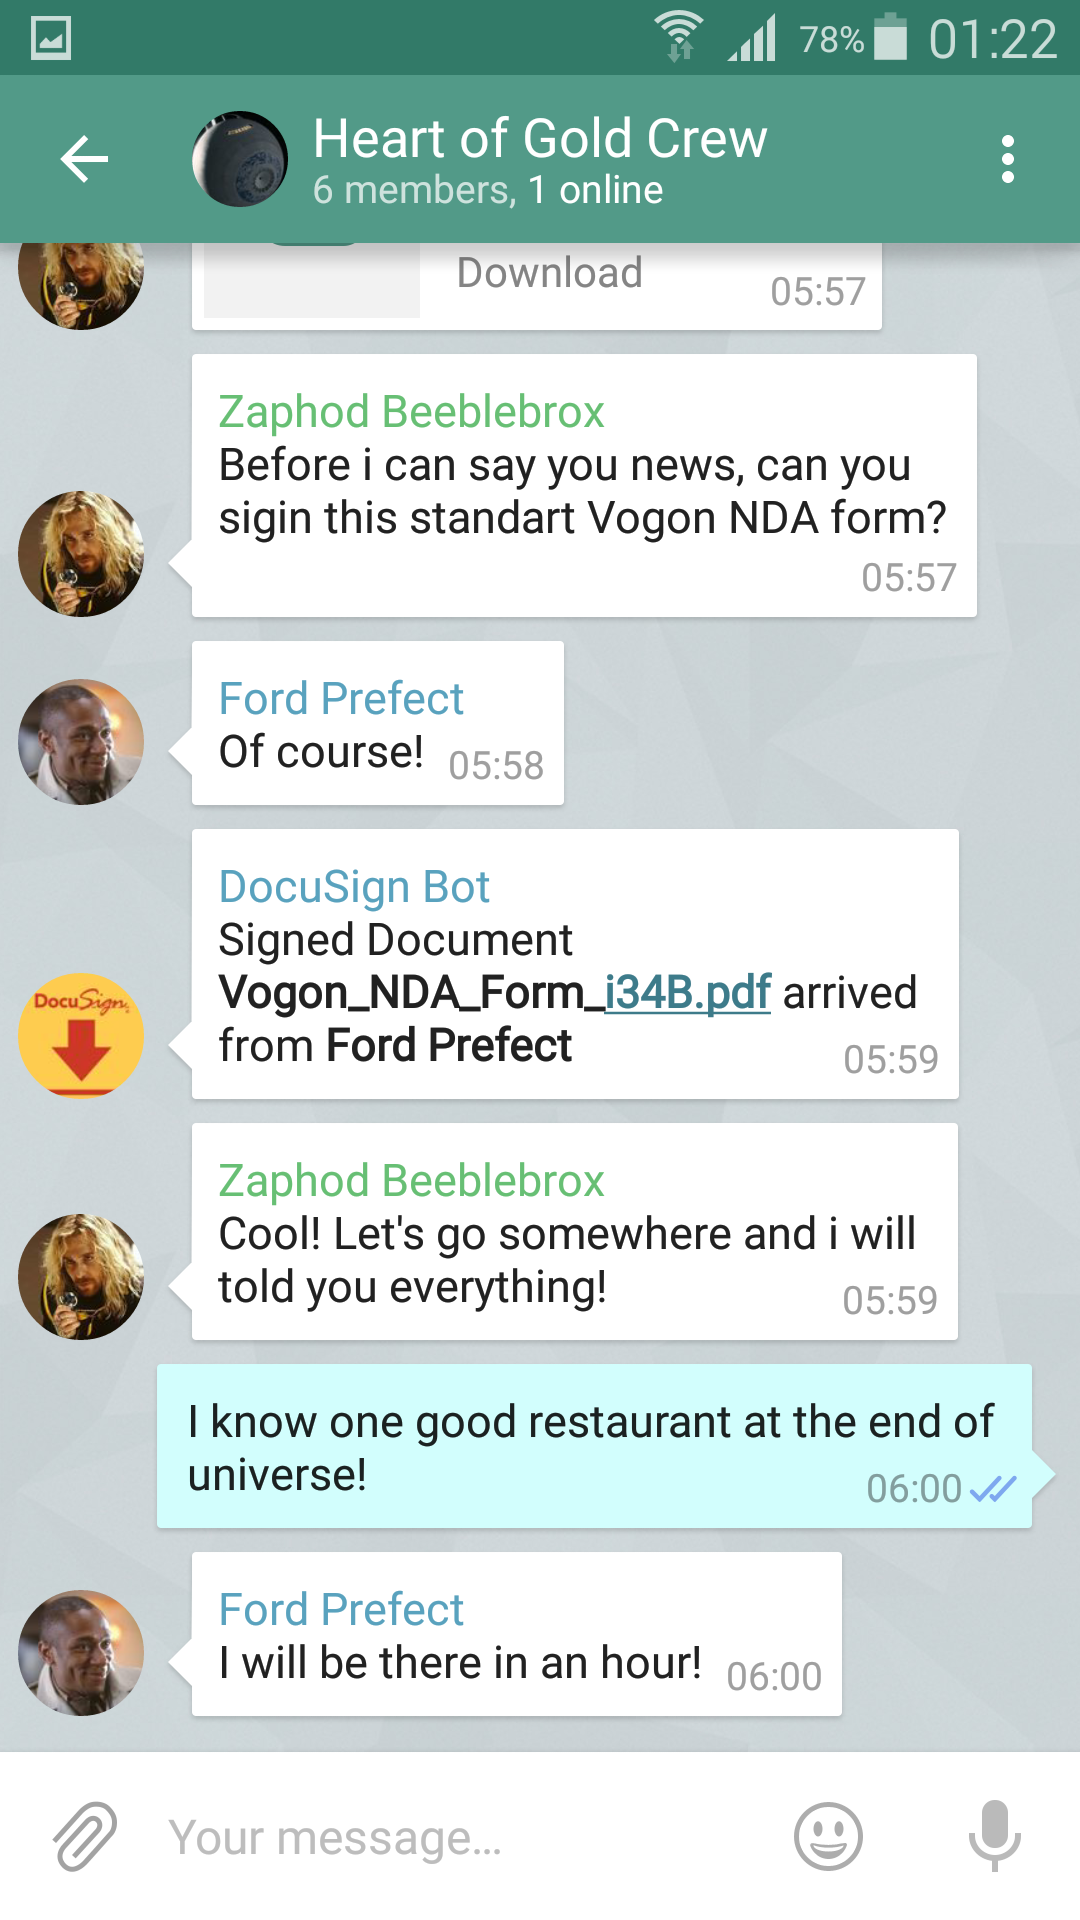 78% 01:22
Heart of Gold Crew
6 members, 1 online
Download
05:57
Zaphod Beeblebrox
Before i can say you news, can you
sigin this standart Vogon NDA form?
05:57
Ford Prefect
Of course! 05:58
DocuSign Bot
Signed Document
Vogon_NDA_Form_i34B.pdf arrived
from Ford Prefect
05:59
DocuSign
Zaphod Beeblebrox
Cool! Let's go somewhere and i will
told you everything!
05:59
I know one good restaurant at the end of
universe!
06:00
Ford Prefect
I will be there in an hour! 06:00
Your message...